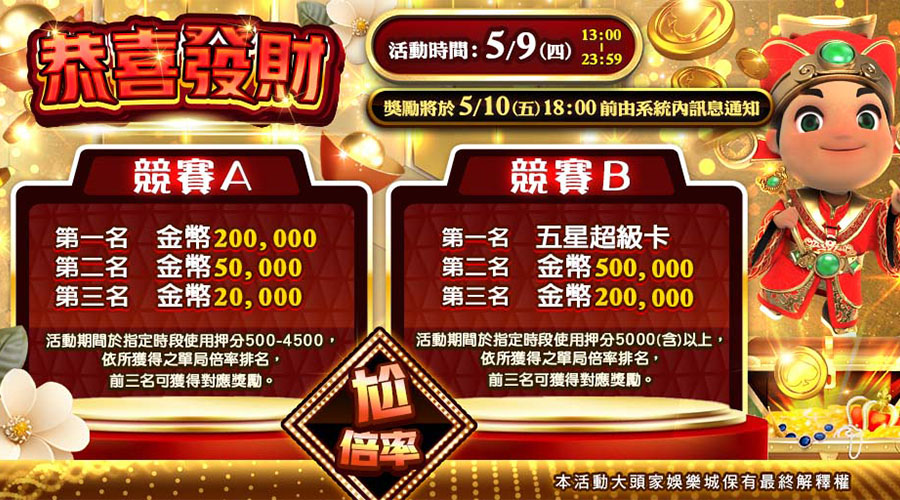 恭喜發財
活動時間：5/9(四) 13:00-23:59
獎勵將於5/10(五)18:00前由系統內訊息通知
競賽A
第一名 金幣200,000
第二名 金幣50,000
第三名 金幣20,000
活動期間於指定時段使用押分500-4500，
依所獲得之單局倍率排名，
前三名可獲得對應獎勵。
競賽B
第一名 五星超級卡
第二名 金幣500,000
第三名 金幣200,000
活動期間於指定時段使用押分5000(含)以上，
依所獲得之單局倍率排名，
前三名可獲得對應獎勵。
尬
倍率
本活動大頭家娛樂城保有最終解釋權